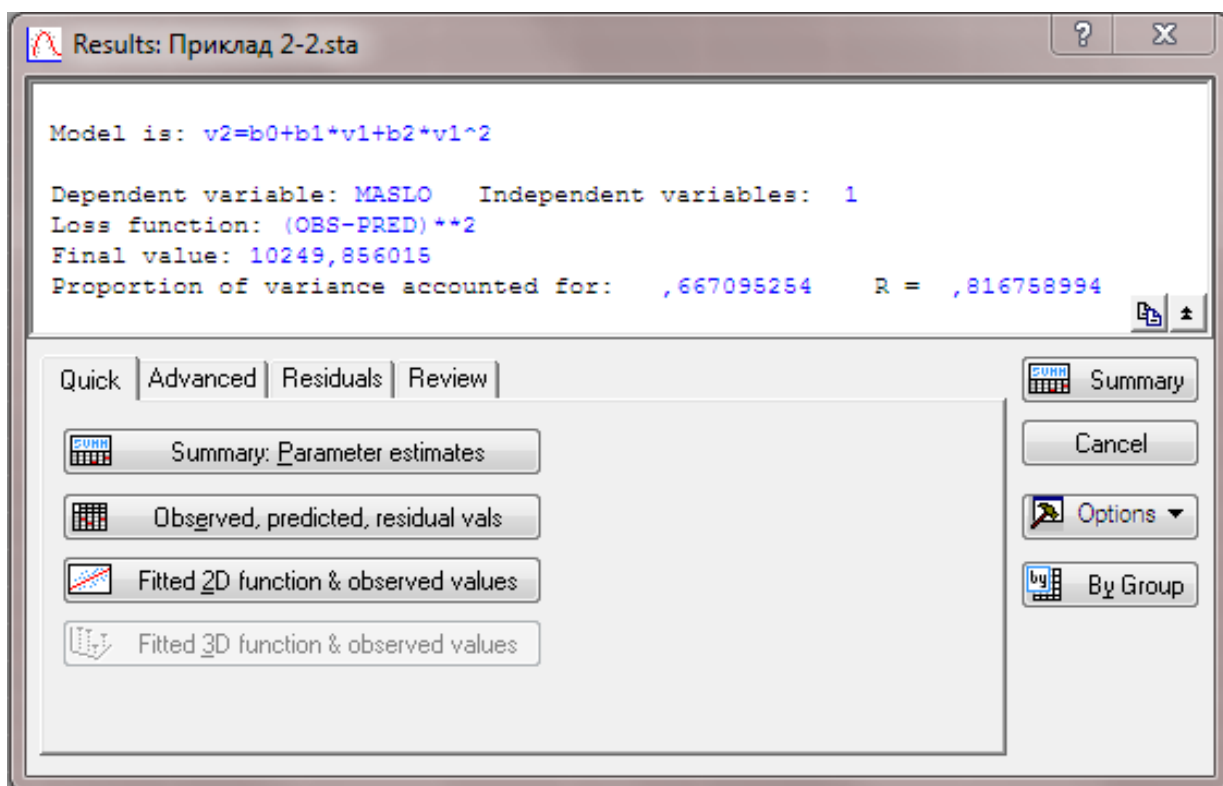 Results: Приклад 2-2.sta
?
Model is: v2=b0+b1*v1+b2*v1^2
Dependent variable: MASLO Independent variables: 1
Loss function: (OBS-PRED)**2
Final value: 10249,856015
Proportion of variance accounted for: ,667095254 R = ,816758994
Quick Advanced Residuals Review
SUMM Summary: Parameter estimates
Observed, predicted, residual vals
Fitted 2D function & observed values
Fitted 3D function & observed values
SUMM Summary
Cancel
Options
by By Group